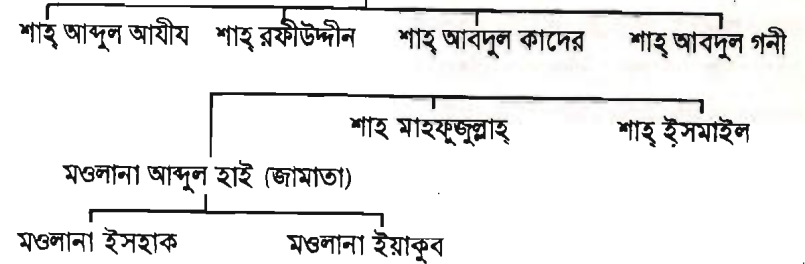 শাহ্ আব্দুল আযীয শাহ্ রফীউদ্দীন শাহ্ আবদুল কাদের শাহ্ আবদুল গনী
শাহ মাহফুজুল্লাহ্ শাহ্ ইসমাইল
মওলানা আব্দুল হাই (জামাতা)
মওলানা ইসহাক মওলানা ইয়াকুব